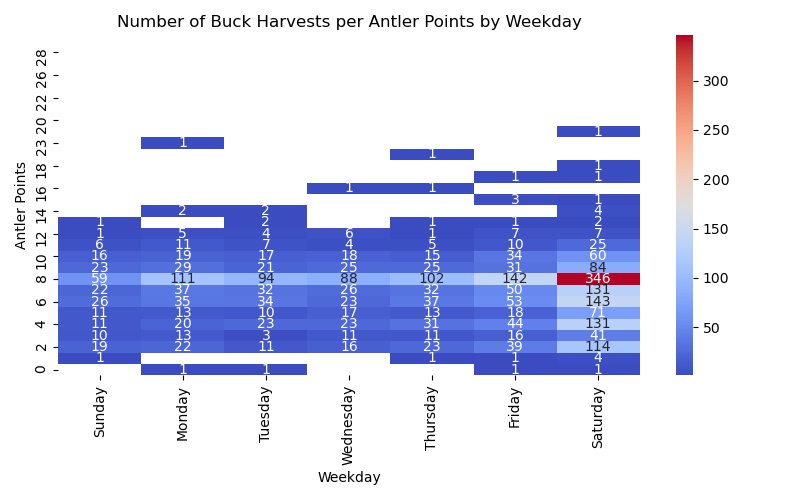 Number of Buck Harvests per Antler Points by Weekday
28
26
22
20
1
23
1
1
18
1
1 1
16
1 1
3 1
14
2 2 4
1 2 1 1 2
12
1 5 4 6 1 7 7
6 11 7 4 5 10 25
10
16 19 17 18 15 34 60
23 29 21 25 25 31 84
8
59 111 94 88 102 142 346
22 37 32 26 32 50 131
6
26 35 34 23 37 53 143
11 13 10 17 13 18 71
4
11 20 23 23 31 44 131
10 13 3 11 11 16 41
2
19 22 11 16 23 39 114
1 1 1 4
0
1 1 1 1
Antler Points
Sunday
Monday
Tuesday
Wednesday
Thursday
Friday
Saturday
Weekday
300
250
200
150
100
50